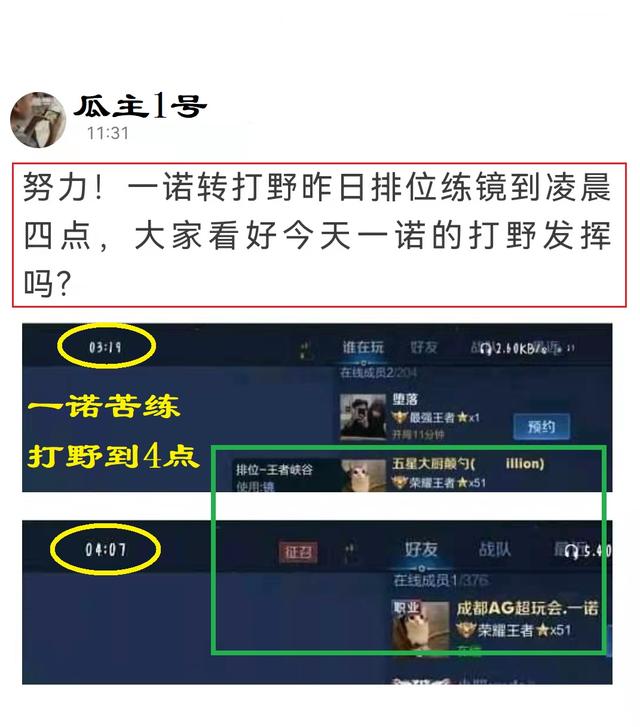 瓜主1号
11:31
努力！一诺转打野昨日排位练镜到凌晨
四点，大家看好今天一诺的打野发挥
吗?
03:19
谁在玩 好友 战队
2.60KB/s
在线成员2/204
堕落
最强王者★x1
开局11分钟
预约
一诺苦练
打野到4点
排位-王者峡谷
使用:镜
五星大厨颠勺( illion)
荣耀王者★x51
04:07
征召
好友 战队 最近
5.40
在线成员1/376
职业
成都AG超玩会.一诺
荣耀王者★x51
在线